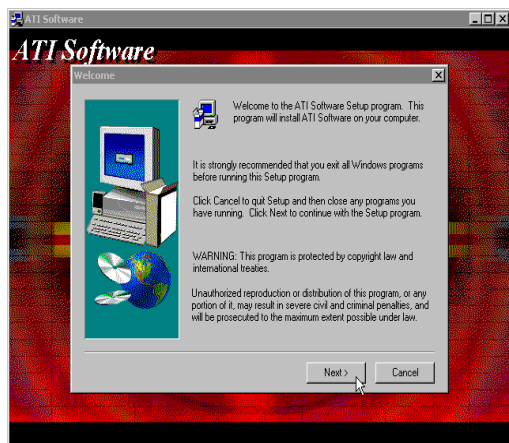 ATI Software
ATI Software
Welcome
Welcome to the ATI Software Setup program. This
program will install ATI Software on your computer.
It is strongly recommended that you exit all Windows programs
before running this Setup program.
Click Cancel to quit Setup and then close any programs you
have running. Click Next to continue with the Setup program.
WARNING: This program is protected by copyright law and
international treaties.
Unauthorized reproduction or distribution of this program, or any
portion of it, may result in severe civil and criminal penalties, and
will be prosecuted to the maximum extent possible under law.
Next >
Cancel